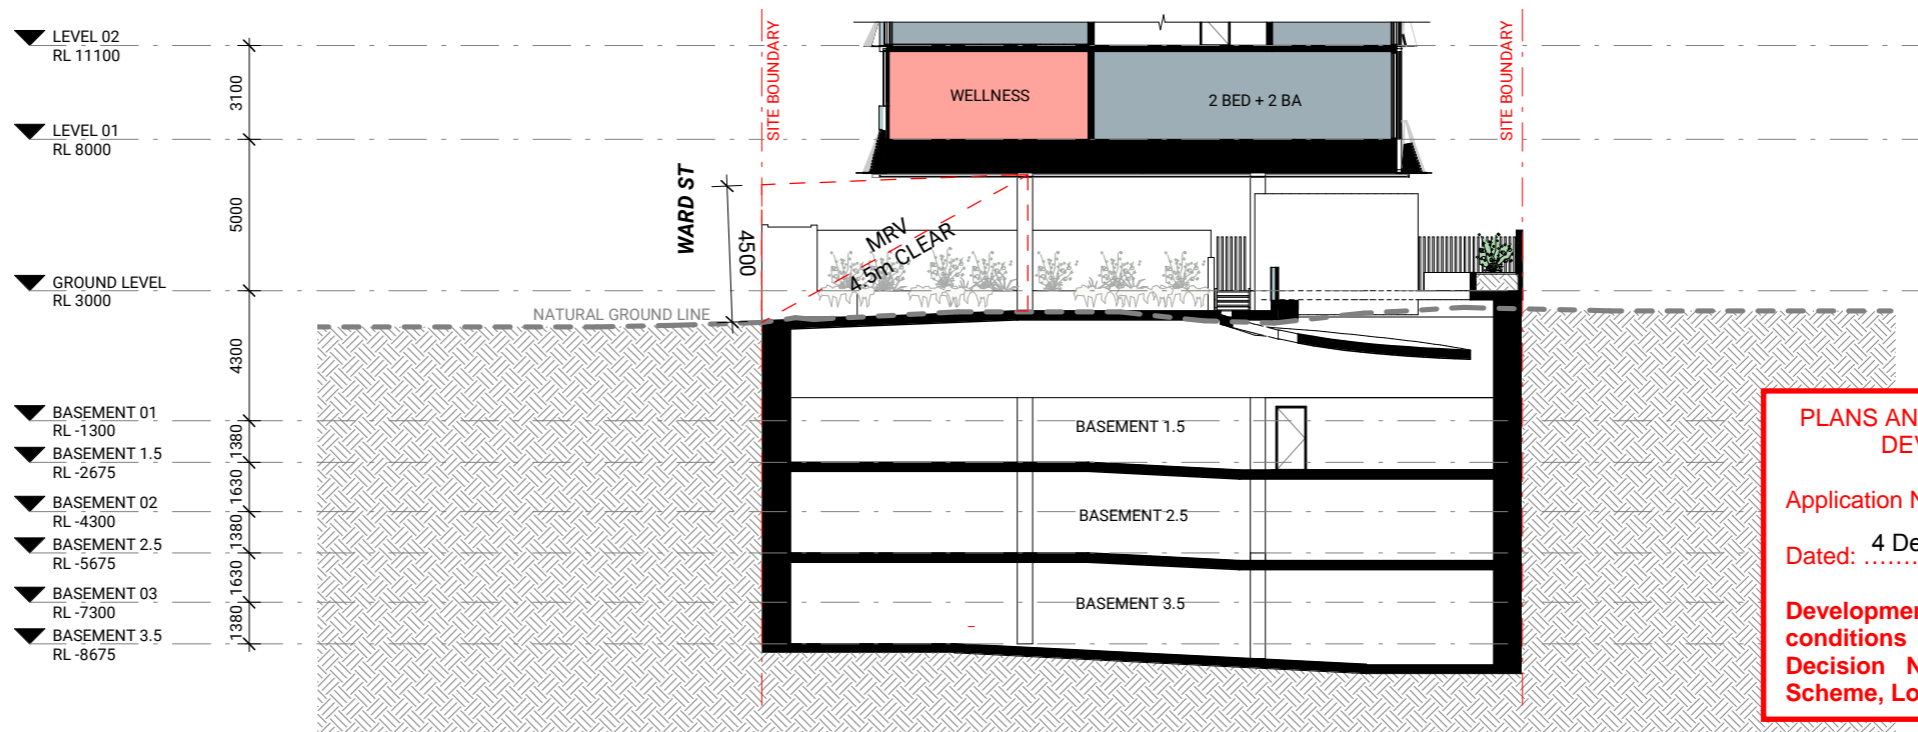 LEVEL 02
RL 11100
3100
LEVEL 01
RL 8000
5000
GROUND LEVEL
RL 3000
4300
BASEMENT 01
RL -1300
1380
BASEMENT 1.5
RL -2675
1630
BASEMENT 02
RL -4300
1380
BASEMENT 2.5
RL -5675
1630
BASEMENT 03
RL -7300
1380
BASEMENT 3.5
RL -8675
WARD ST
4500
NATURAL GROUND LINE
SITE BOUNDARY
WELLNESS
2 BED + 2 BA
SITE BOUNDARY
MRV
4.5m CLEAR
BASEMENT 1.5
BASEMENT 2.5
BASEMENT 3.5
PLANS AN
DEV
Application N
Dated: 4 De
Developmen
conditions
Decision N
Scheme, Lo